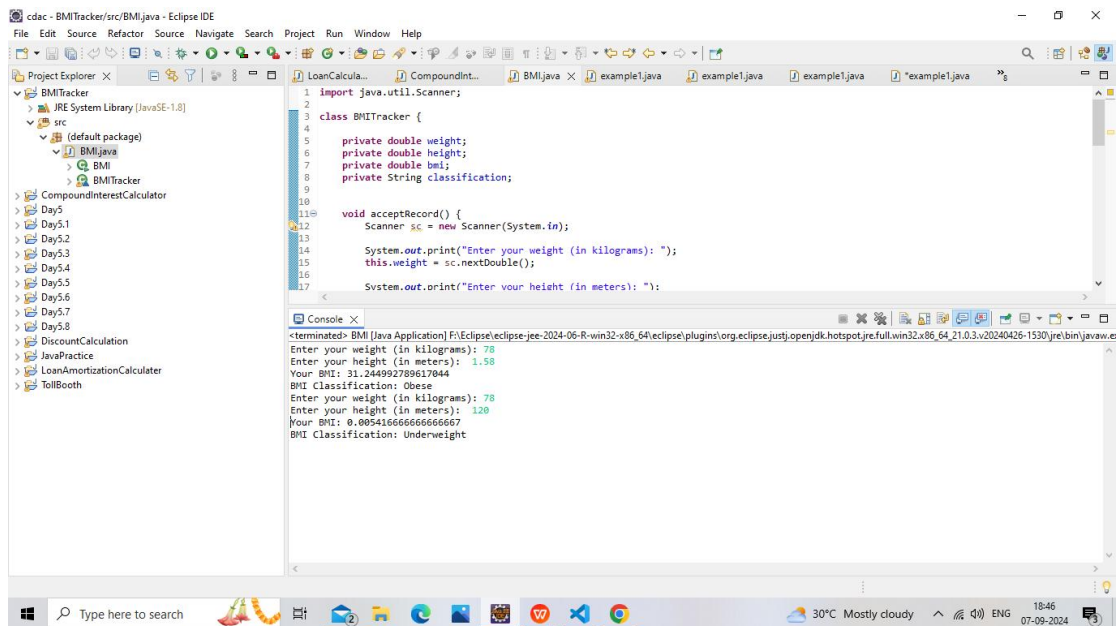 cdac - BMITracker/src/BMI.java - Eclipse IDE
File Edit Source Refactor Source Navigate Search Project Run Window Help
Project Explorer
LoanCalcula... CompoundInt... BMI.java example1.java example1.java example1.java *example1.java »8
BMITracker
JRE System Library [JavaSE-1.8]
src
(default package)
BMI.java
BMI
BMITracker
CompoundInterestCalculator
Day5
Day5.1
Day5.2
Day5.3
Day5.4
Day5.5
Day5.6
Day5.7
Day5.8
DiscountCalculation
JavaPractice
LoanAmortizationCalculater
TollBooth
1 import java.util.Scanner;
2
3 class BMITracker {
4
5 private double weight;
6 private double height;
7 private double bmi;
8 private String classification;
9
10
11 void acceptRecord() {
12 Scanner sc = new Scanner(System.in);
13
14 System.out.print("Enter your weight (in kilograms): ");
15 this.weight = sc.nextDouble();
16
17 System.out.print("Enter your height (in meters): ");
Console
<terminated> BMI [Java Application] F:\Eclipse\eclipse-jee-2024-06-R-win32-x86_64\eclipse\plugins\org.eclipse.justj.openjdk.hotspot.jre.full.win32.x86_64_21.0.3.v20240426-1530\jre\bin\javaw.e
Enter your weight (in kilograms): 78
Enter your height (in meters): 1.58
Your BMI: 31.244992789617044
BMI Classification: Obese
Enter your weight (in kilograms): 78
Enter your height (in meters): 120
Your BMI: 0.005416666666666667
BMI Classification: Underweight
Type here to search
2
30°C Mostly cloudy
ENG
18:46
07-09-2024
3